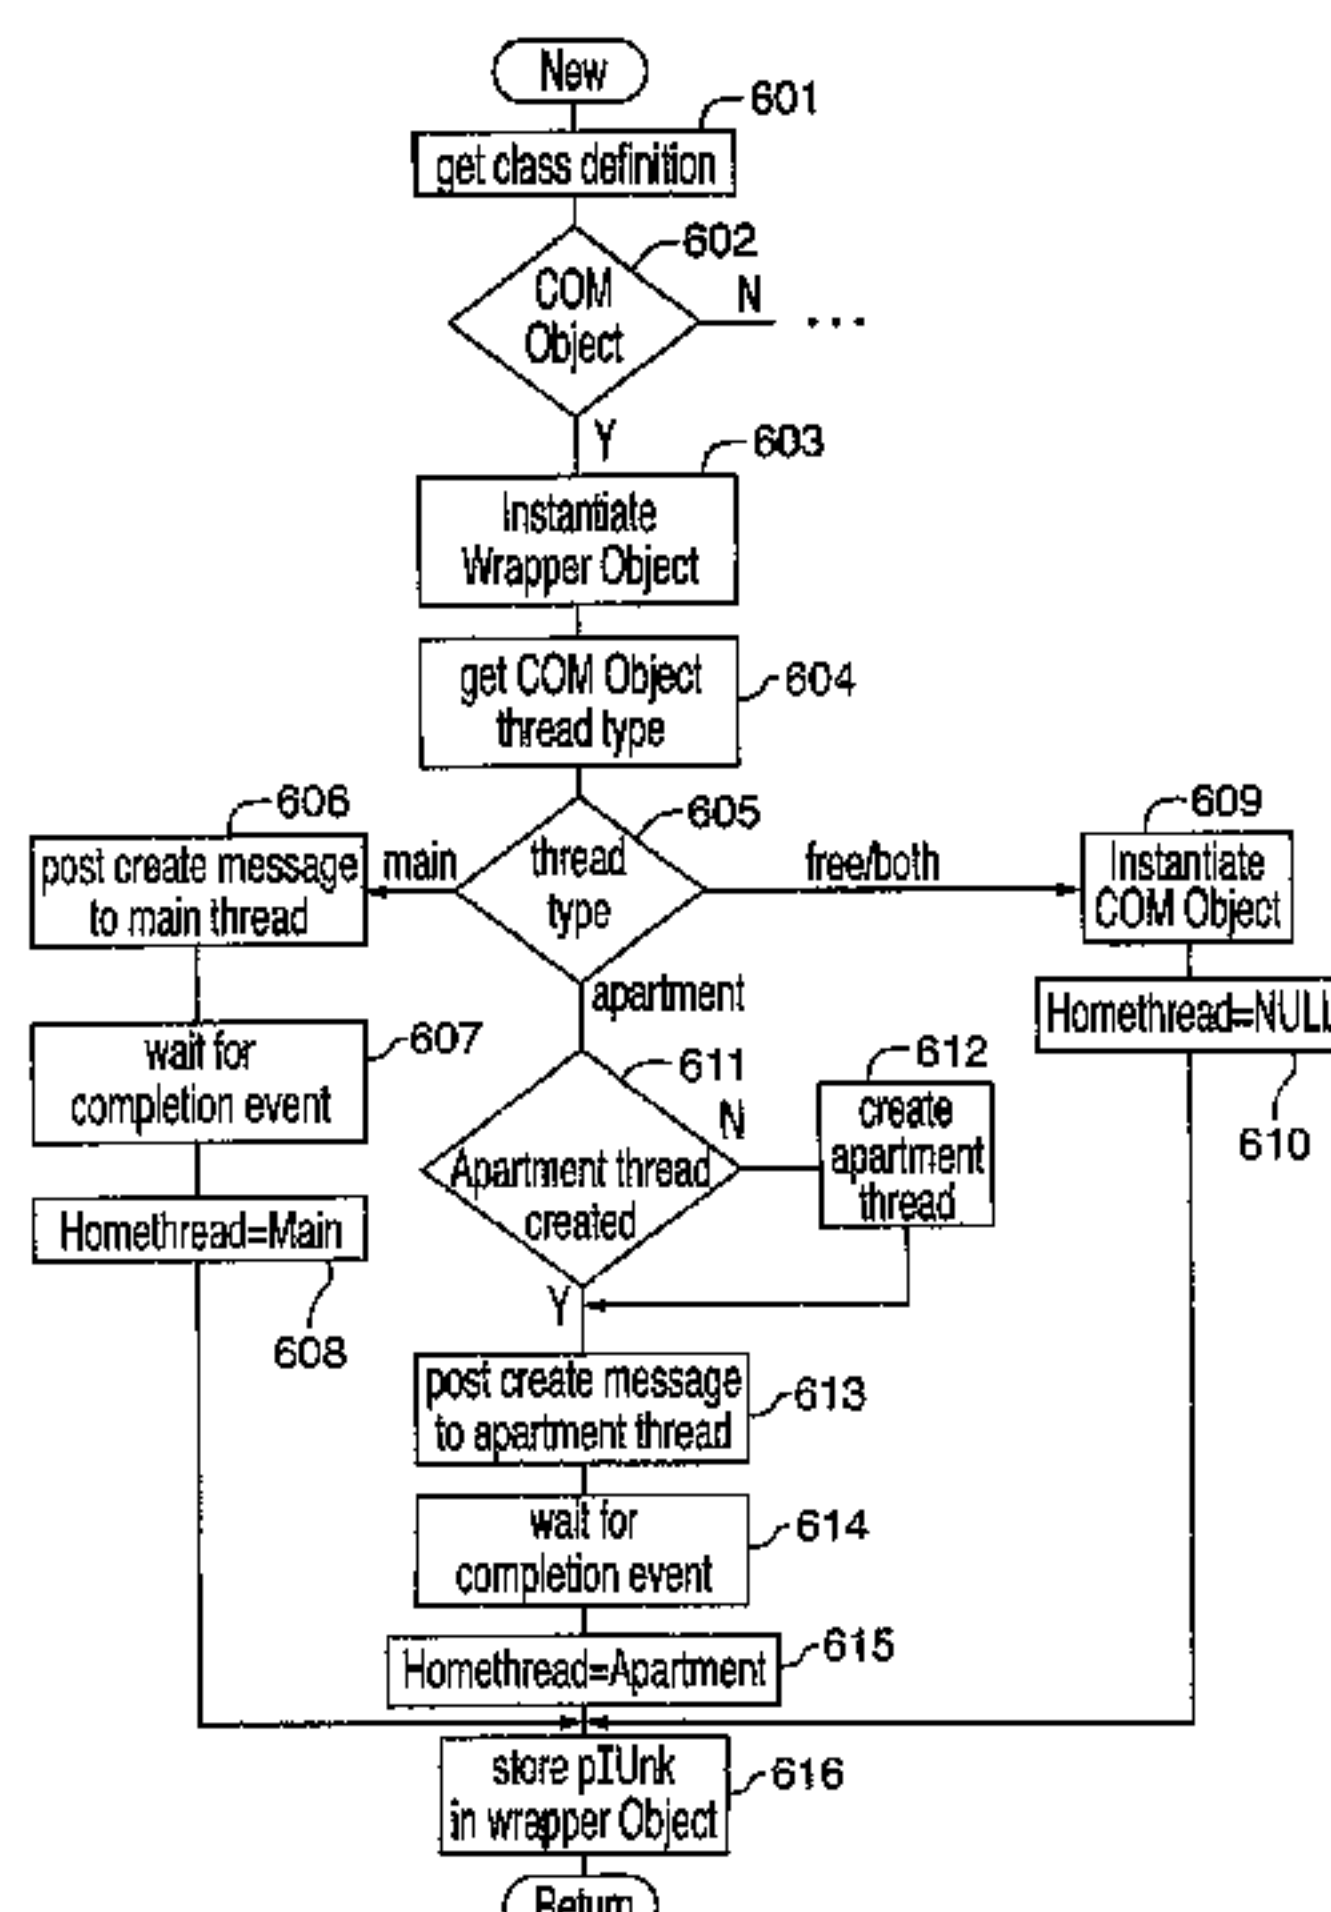 New
601
get class definition
602
COM
Object
N
...
Y
603
Instantiate
Wrapper Object
get COM Object
thread type
604
606
605
609
post create message
to main thread
main
thread
type
free/both
Instantiate
COM Object
apartment
Homethread=NULL
610
wait for
completion event
607
611
N
612
Apartment thread
created
create
apartment
thread
Homethread=Main
608
Y
post create message
to apartment thread
613
wait for
completion event
614
Homethread=Apartment
615
store pIUnk
in wrapper Object
616
Return